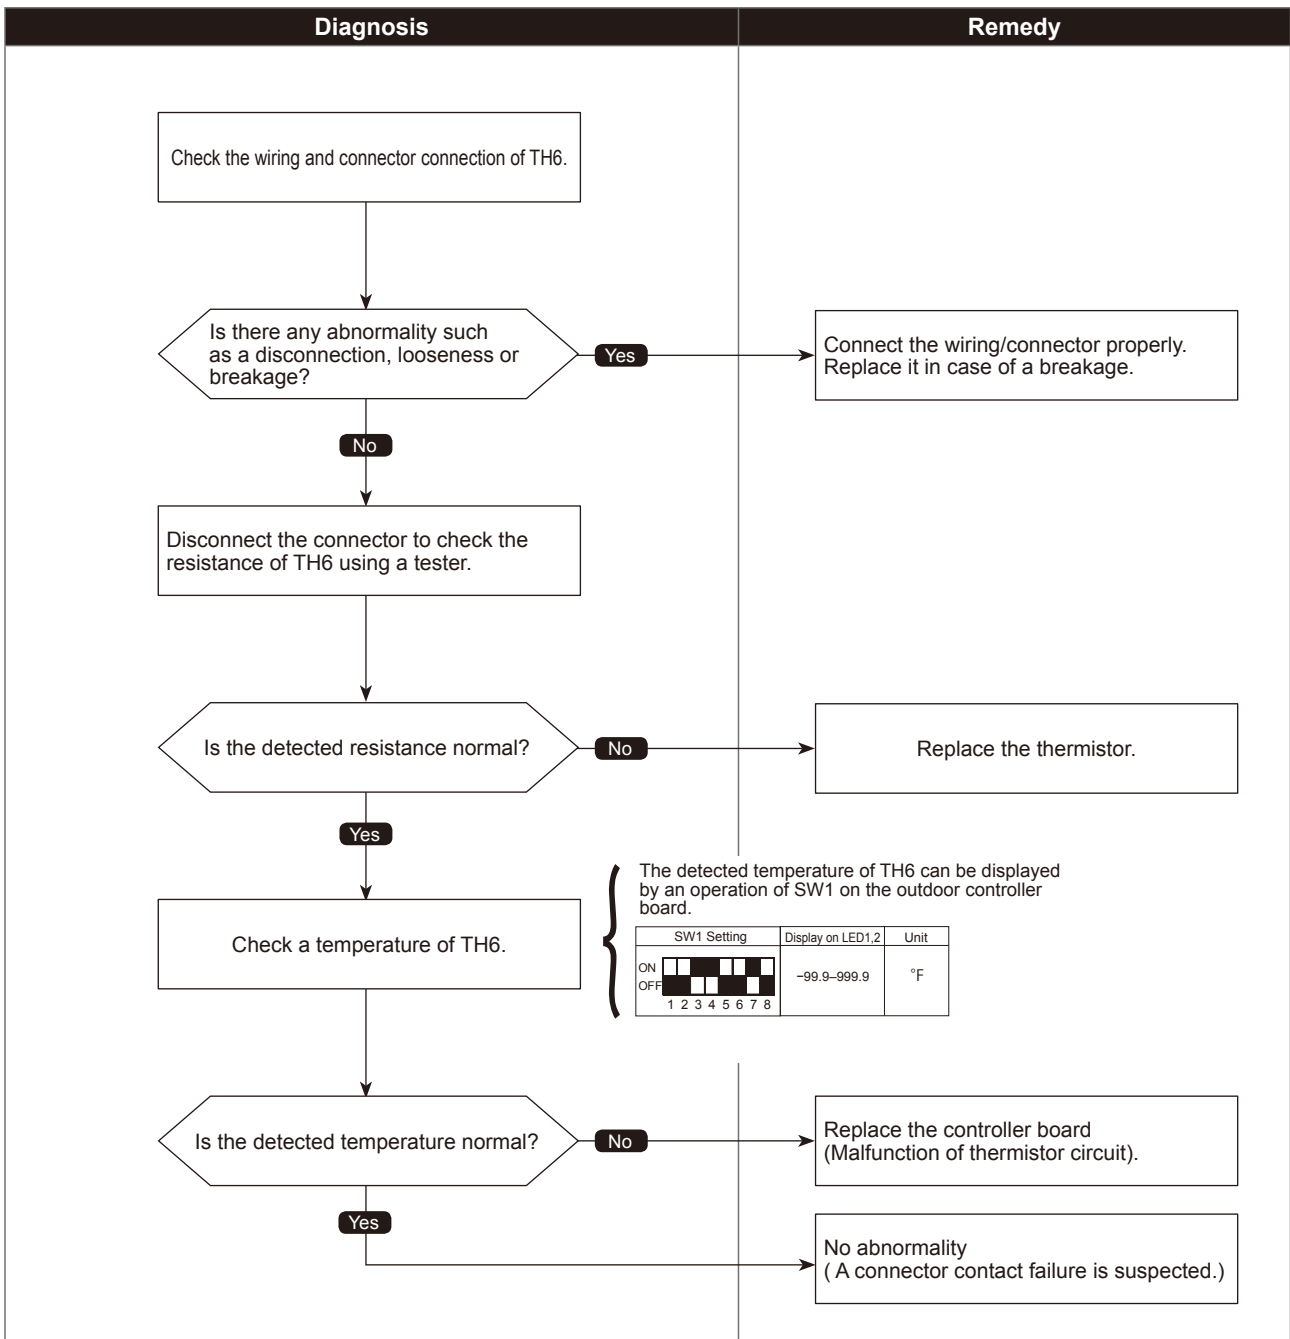 Diagnosis
Remedy
Check the wiring and connector connection of TH6.
Is there any abnormality such
as a disconnection, looseness or
breakage?
Yes
Connect the wiring/connector properly.
Replace it in case of a breakage.
No
Disconnect the connector to check the
resistance of TH6 using a tester.
Is the detected resistance normal?
No
Replace the thermistor.
Yes
Check a temperature of TH6.
The detected temperature of TH6 can be displayed
by an operation of SW1 on the outdoor controller
board.
SW1 Setting
Display on LED1,2
Unit
ON
OFF
1 2 3 4 5 6 7 8
−99.9–999.9
°F
Is the detected temperature normal?
No
Replace the controller board
(Malfunction of thermistor circuit).
Yes
No abnormality
( A connector contact failure is suspected.)